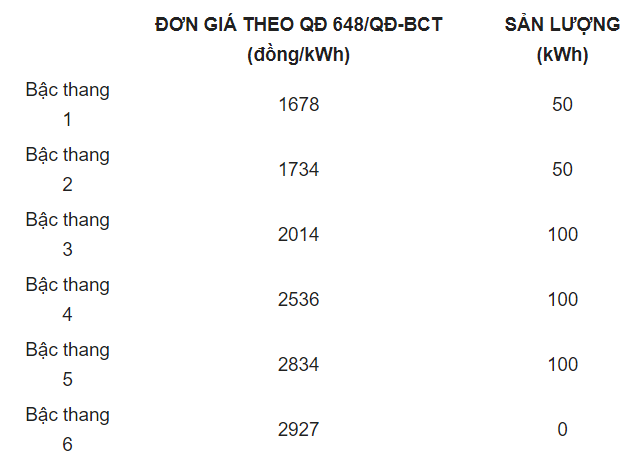 ĐƠN GIÁ THEO QĐ 648/QĐ-BCT SẢN LƯỢNG
(đồng/kWh) (kWh)
Bậc thang
1 1678 50
Bậc thang
2 1734 50
Bậc thang
3 2014 100
Bậc thang
4 2536 100
Bậc thang
5 2834 100
Bậc thang
6 2927 0